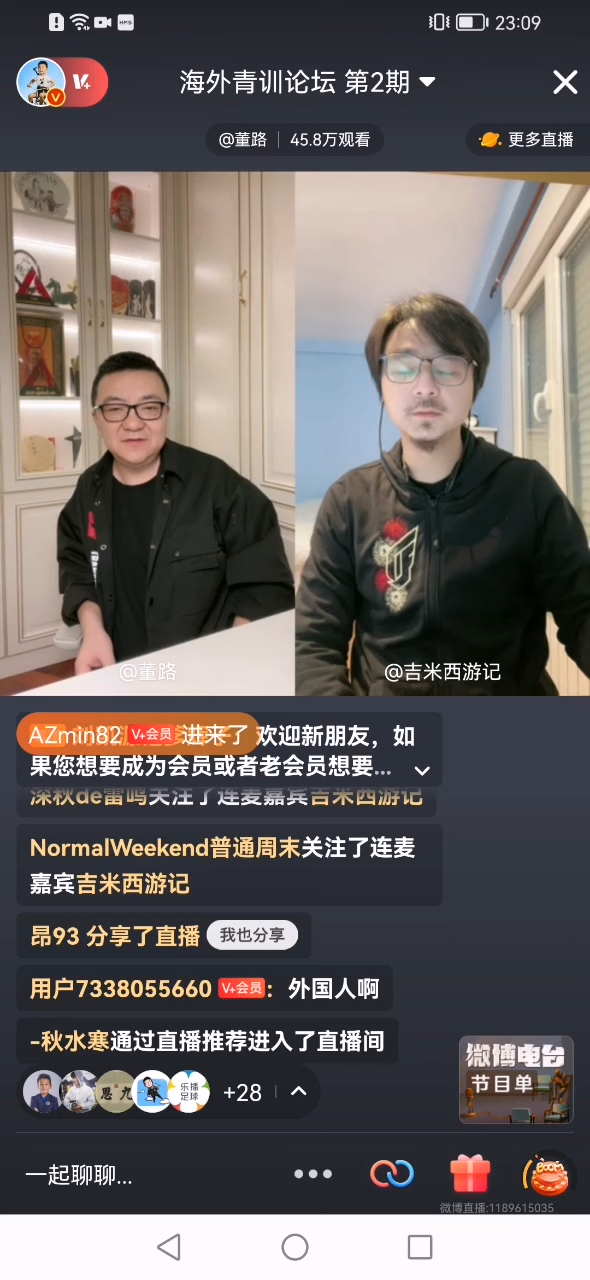 23:09
V4
海外青训论坛 第2期
@董路 45.8万观看
更多直播
@董路
@吉米西游记
AZmin82 V+会员 进来了 欢迎新朋友，如
果您想要成为会员或者老会员想要...
深秋de雷鸣关注了连麦嘉宾吉米西游记
NormalWeekend普通周末关注了连麦
嘉宾吉米西游记
昂93 分享了直播 我也分享
用户7338055660 V+会员：外国人啊
-秋水寒通过直播推荐进入了直播间
乐播
足球
+28
微博电台
节目单
一起聊聊...
BOOM
微博直播:1189615035